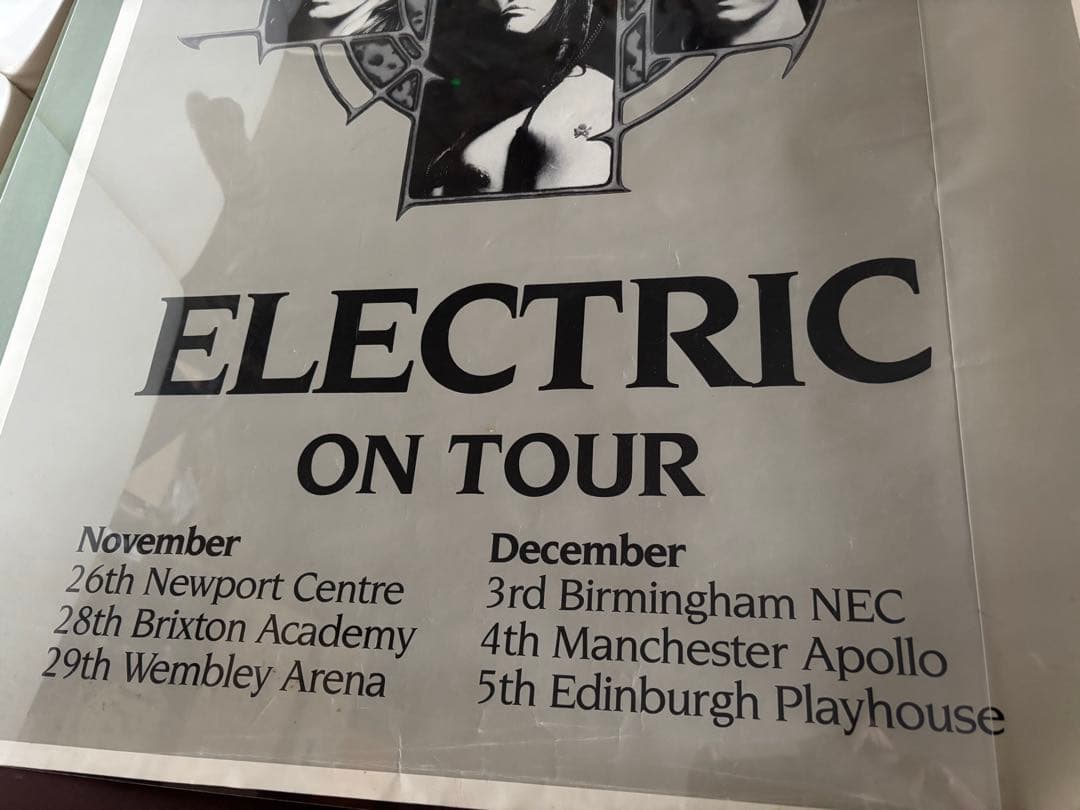 ELECTRIC
ON TOUR
November
26th Newport Centre
28th Brixton Academy
29th Wembley Arena
December
3rd Birmingham NEC
4th Manchester Apollo
5th Edinburgh Playhouse